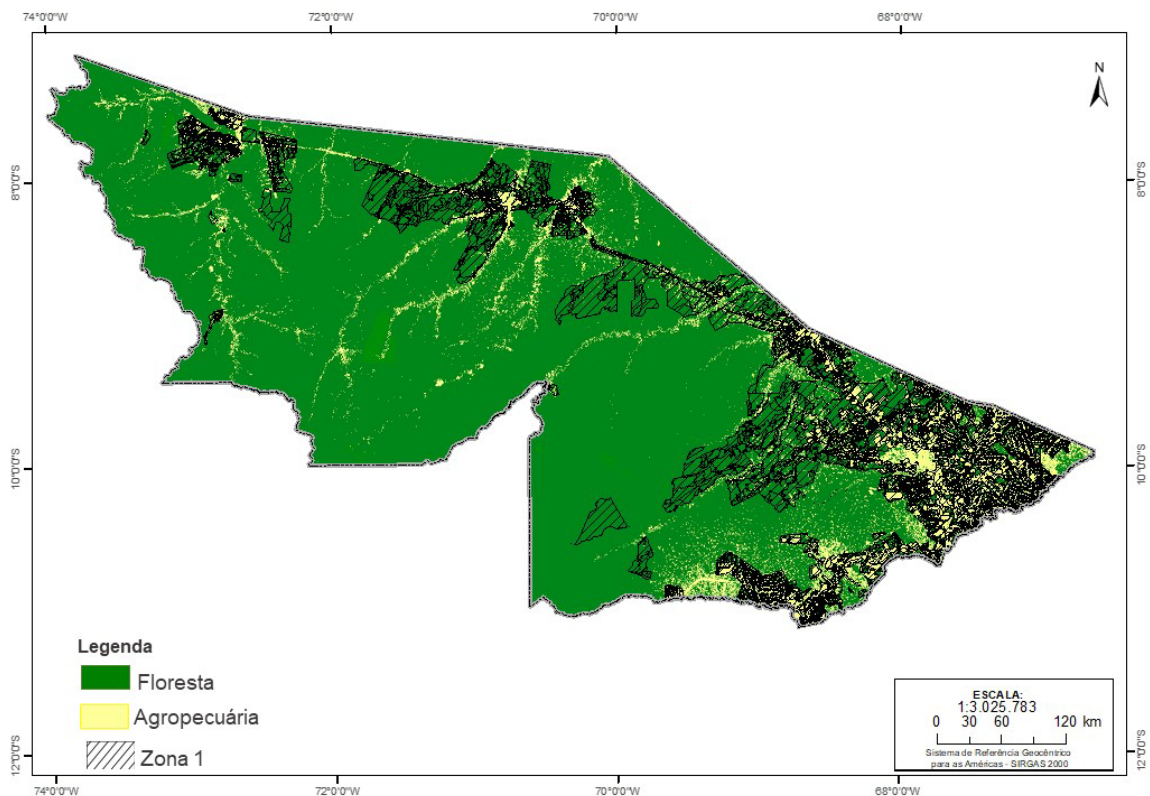 74°0'0"W 72°0'0"W 70°0'0"W 68°0'0"W
N
8°0'0"S 8°0'0"S
10°0'0"S 10°0'0"S
12°0'0"S 12°0'0"S
Legenda
Floresta
Agropecuária
Zona 1
ESCALA:
1:3.025.783
0 30 60 120 km
Sistema de Referência Geocêntrico
para as Américas - SIRGAS 2000
74°0'0"W 72°0'0"W 70°0'0"W 68°0'0"W